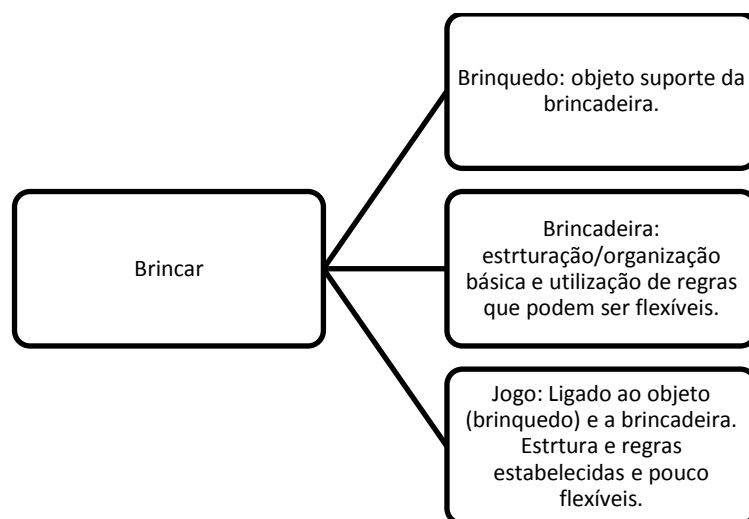 Brinquedo: objeto suporte da
brincadeira.
Brincar
Brincadeira:
estrturação/organização
básica e utilização de regras
que podem ser flexíveis.
Jogo: Ligado ao objeto
(brinquedo) e a brincadeira.
Estrtura e regras
estabelecidas e pouco
flexíveis.